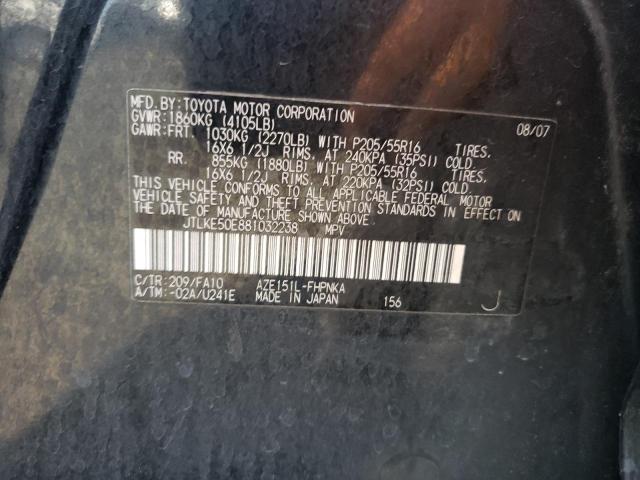 MFD. BY: TOYOTA MOTOR CORPORATION 08/07
GVWR: 1860KG (4105LB)
GAWR: FRT. 1030KG (2270LB) WITH P205/55R16 TIRES,
16X6 1/2J RIMS, AT 240KPA (35PSI) COLD.
RR. 855KG (1880LB) WITH P205/55R16 TIRES,
16X6 1/2J RIMS, AT 220KPA (32PSI) COLD.
THIS VEHICLE CONFORMS TO ALL APPLICABLE FEDERAL MOTOR
VEHICLE SAFETY AND THEFT PREVENTION STANDARDS IN EFFECT
ON THE DATE OF MANUFACTURE SHOWN ABOVE.
JTLKE50E881032238 MPV
C/TR: 209/FA10 AZE151L-FHPNKA
A/TM: -02A/U241E MADE IN JAPAN 156 J